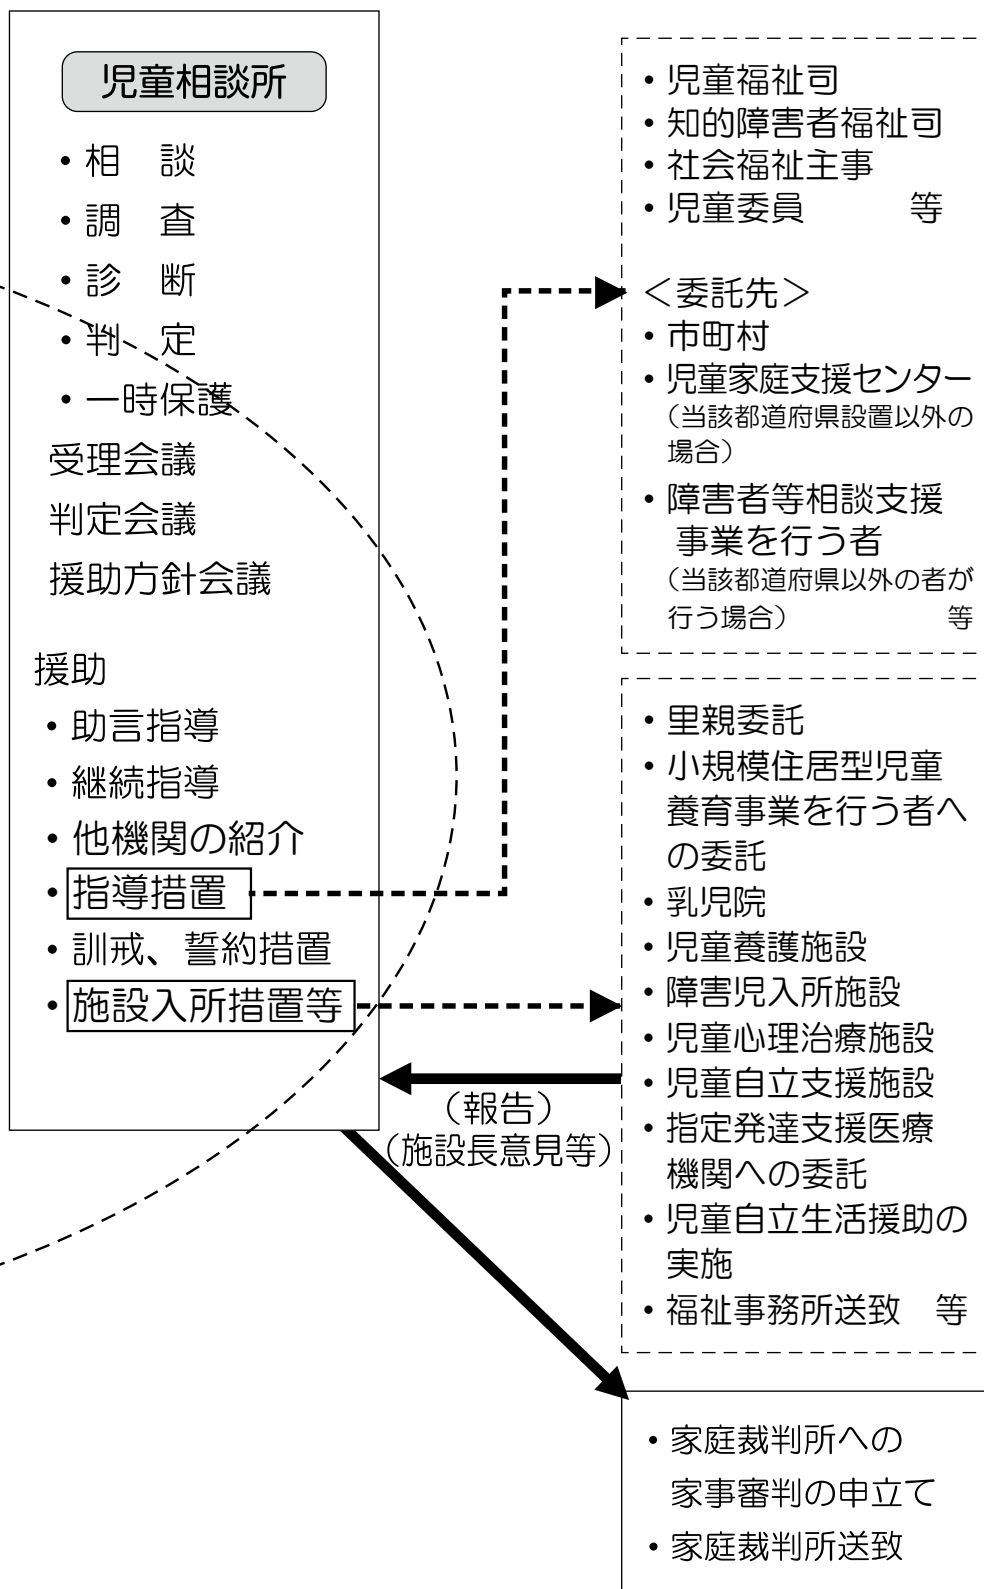 児童相談所
・相　談
・調　査
・診　断
・判　定
・一時保護
受理会議
判定会議
援助方針会議
援助
・助言指導
・継続指導
・他機関の紹介
・指導措置
・訓戒、誓約措置
・施設入所措置等
・児童福祉司
・知的障害者福祉司
・社会福祉主事
・児童委員　　　等
＜委託先＞
・市町村
・児童家庭支援センター
（当該都道府県設置以外の
場合）
・障害者等相談支援
事業を行う者
（当該都道府県以外の者が
行う場合）　　　　等
・里親委託
・小規模住居型児童
養育事業を行う者へ
の委託
・乳児院
・児童養護施設
・障害児入所施設
・児童心理治療施設
・児童自立支援施設
・指定発達支援医療
機関への委託
・児童自立生活援助の
実施
・福祉事務所送致　等
（報告）
（施設長意見等）
・家庭裁判所への
家事審判の申立て
・家庭裁判所送致